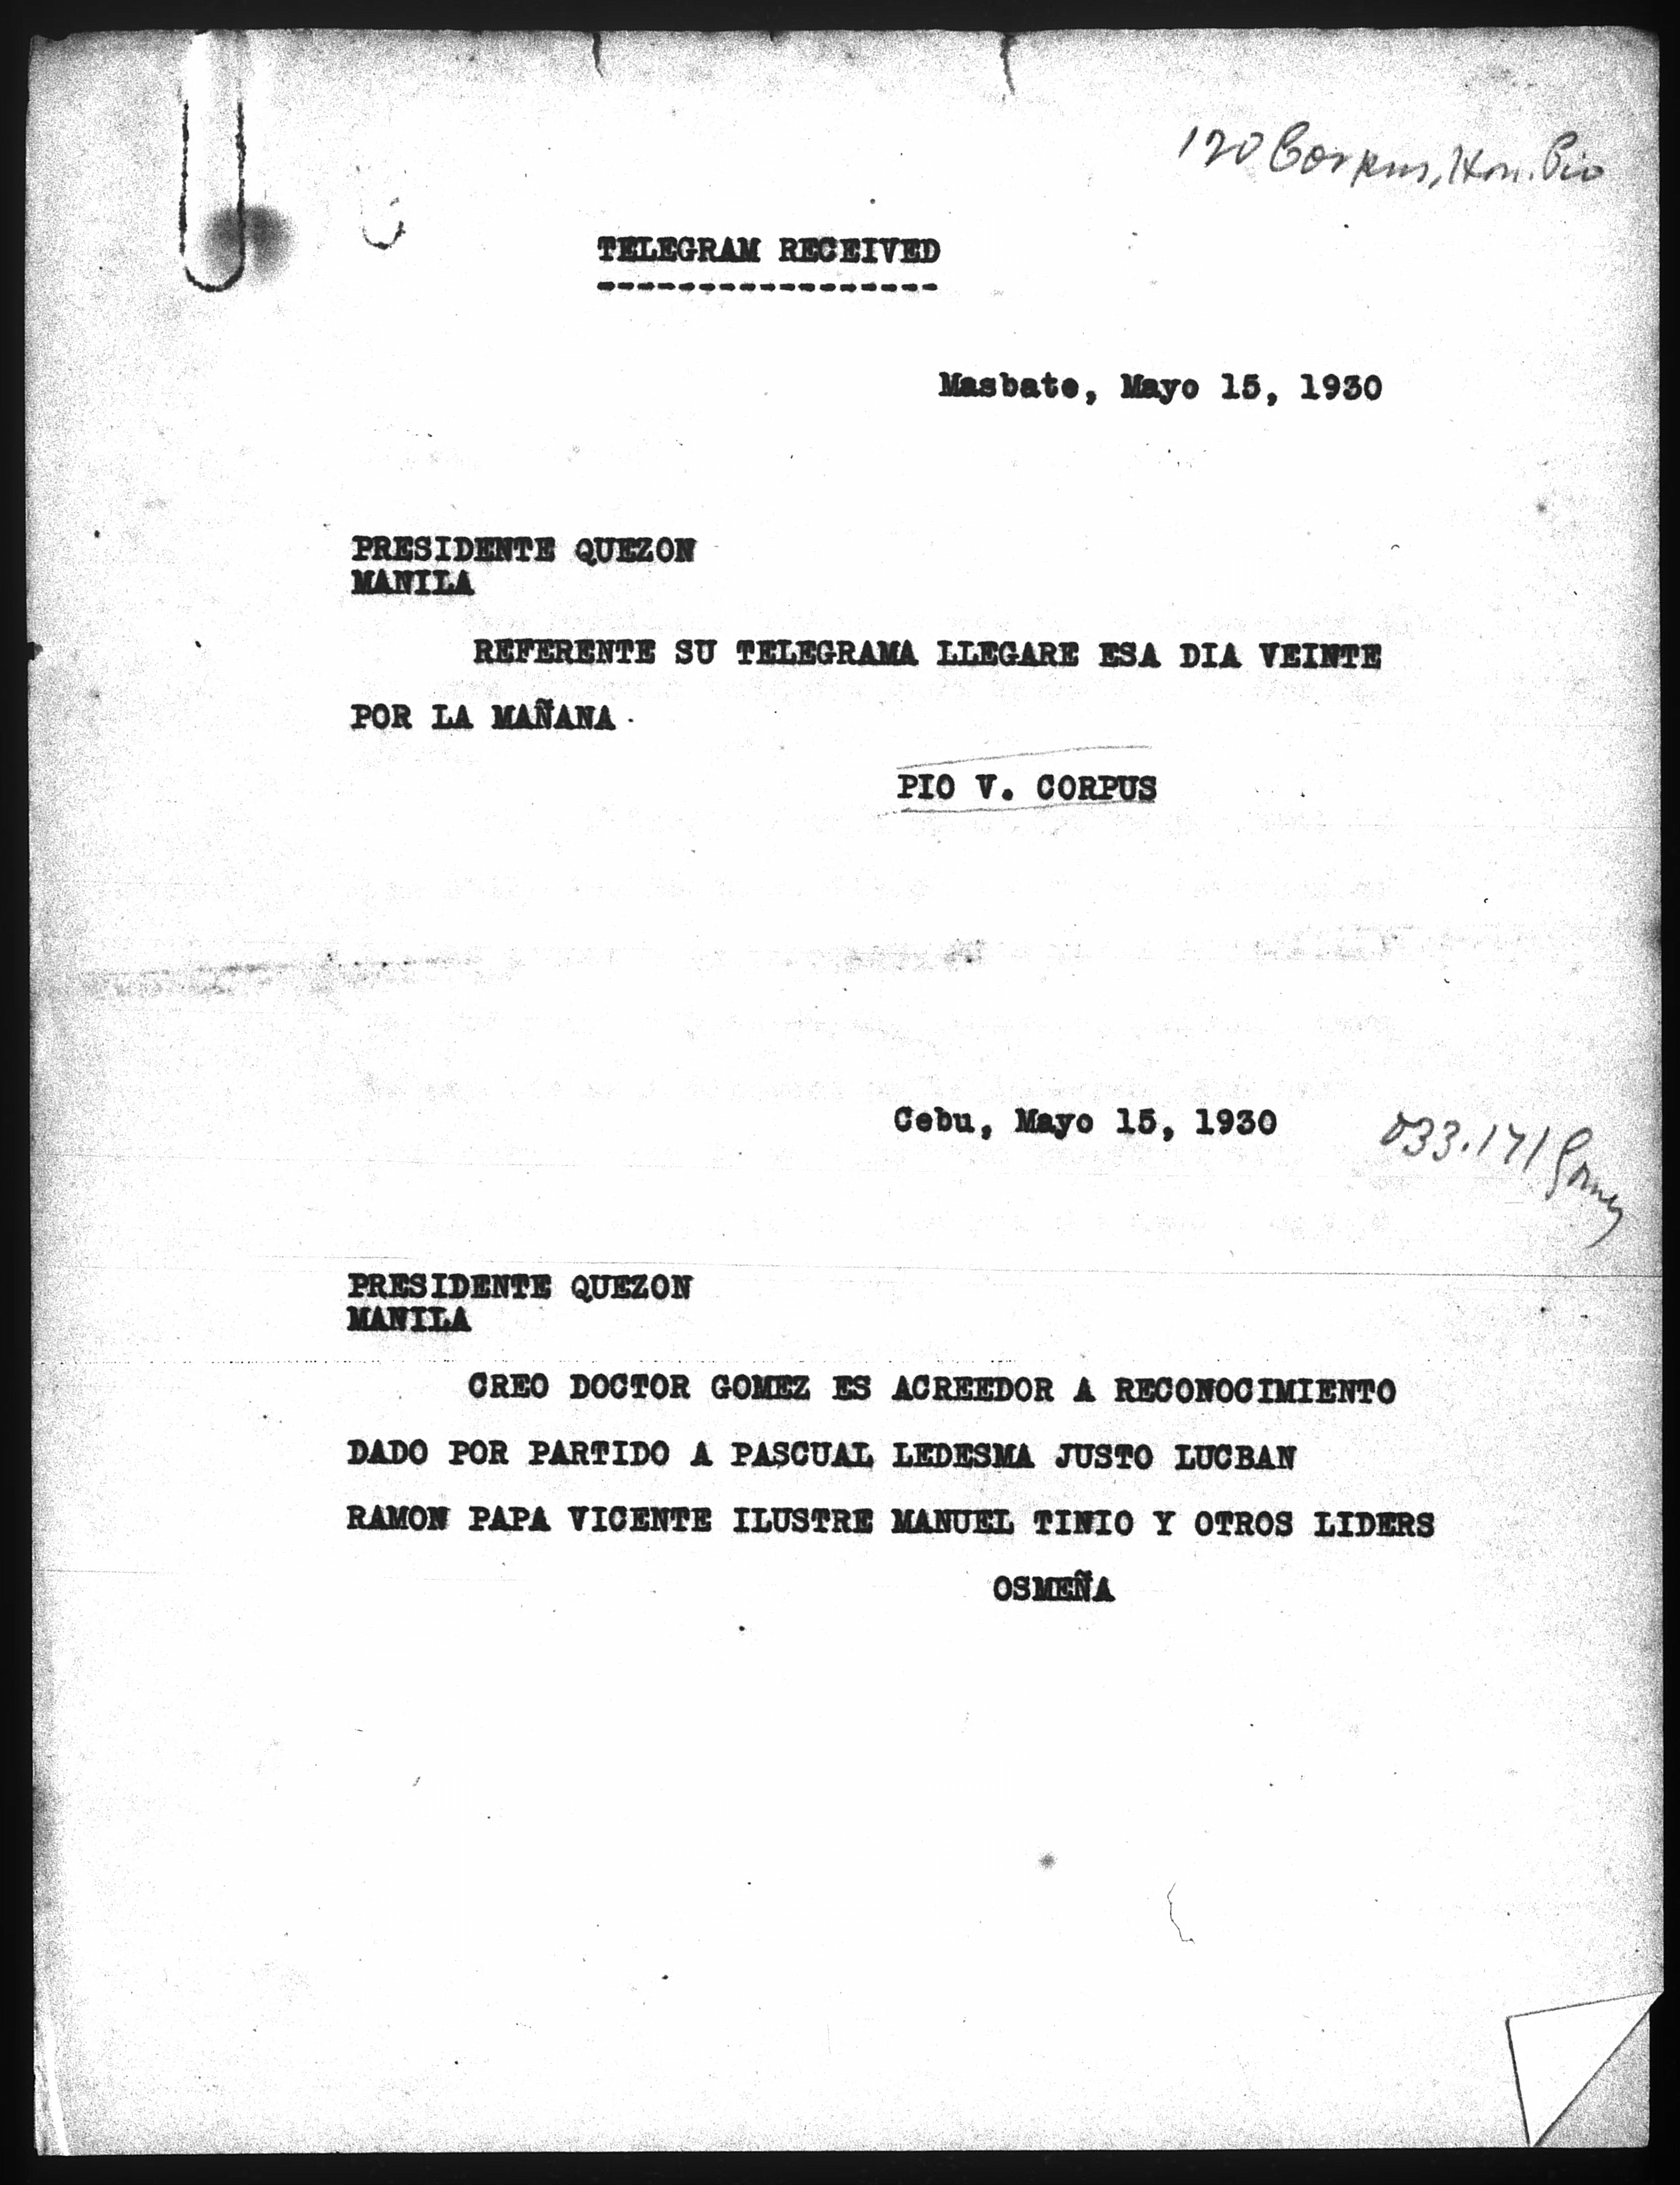 120 Corpus, Hon. Pio
TELEGRAM RECEIVED
-----------------
Masbate, Mayo 15, 1930
PRESIDENTE QUEZON
MANILA
REFERENTE SU TELEGRAMA LLEGARE ESA DIA VEINTE
POR LA MAÑANA
PIO V. CORPUS
Cebu, Mayo 15, 1930
033.171 Gomez
PRESIDENTE QUEZON
MANILA
CREO DOCTOR GOMEZ ES ACREEDOR A RECONOCIMIENTO
DADO POR PARTIDO A PASCUAL LEDESMA JUSTO LUCBAN
RAMON PAPA VICENTE ILUSTRE MANUEL TINIO Y OTROS LIDERS
OSMEÑA